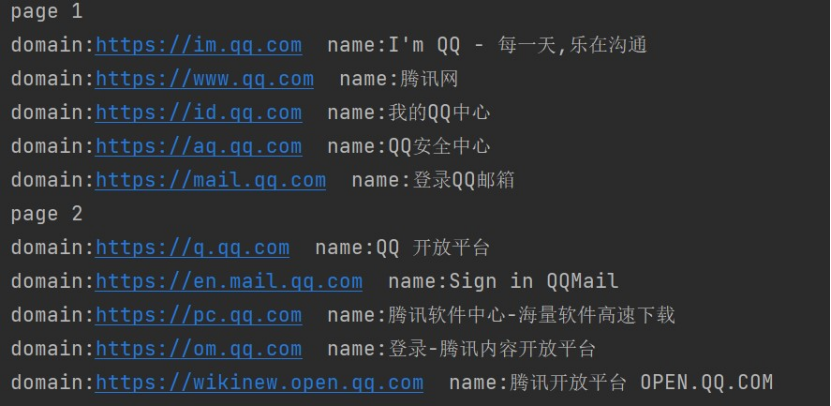 page 1
domain:https://im.qq.com  name:I'm QQ - 每一天,乐在沟通
domain:https://www.qq.com  name:腾讯网
domain:https://id.qq.com  name:我的QQ中心
domain:https://aq.qq.com  name:QQ安全中心
domain:https://mail.qq.com  name:登录QQ邮箱
page 2
domain:https://q.qq.com  name:QQ 开放平台
domain:https://en.mail.qq.com  name:Sign in QQMail
domain:https://pc.qq.com  name:腾讯软件中心-海量软件高速下载
domain:https://om.qq.com  name:登录-腾讯内容开放平台
domain:https://wikinew.open.qq.com  name:腾讯开放平台 OPEN.QQ.COM